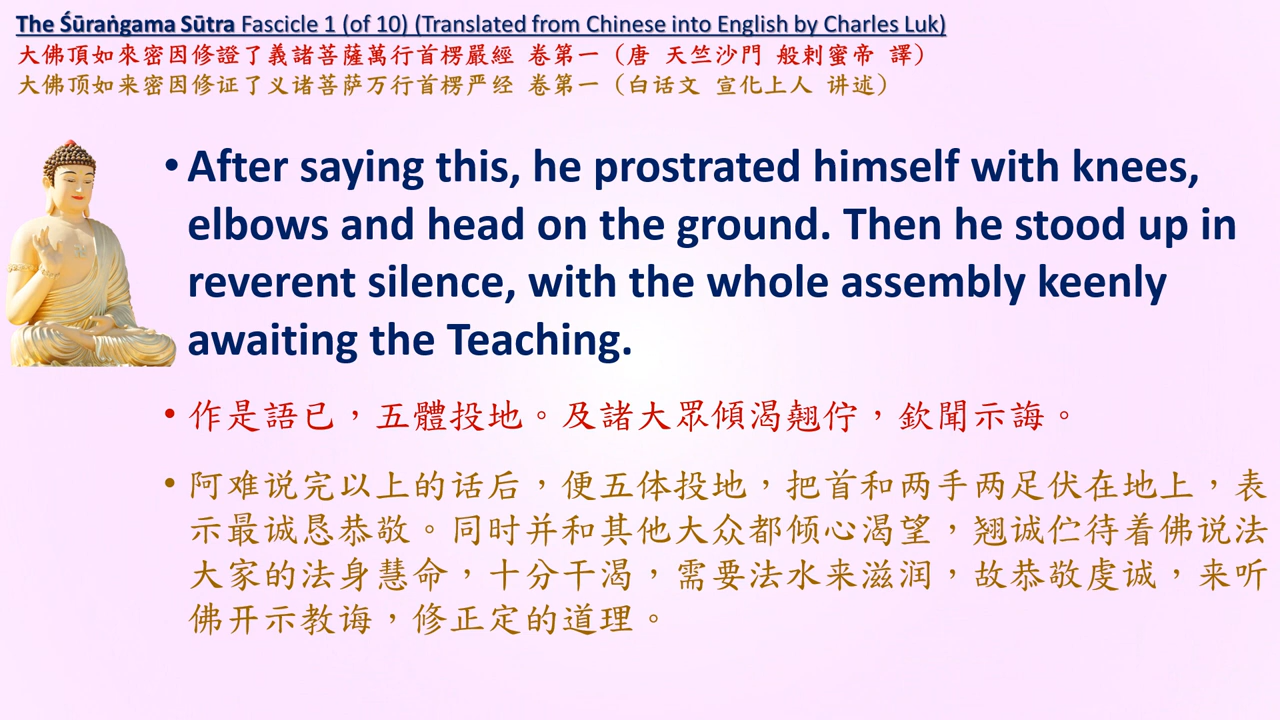 The Śūraṅgama Sūtra Fascicle 1 (of 10) (Translated from Chinese into English by Charles Luk)
大佛頂如來密因修證了義諸菩薩萬行首楞嚴經 卷第一（唐 天竺沙門 般剌蜜帝 譯）
大佛顶如来密因修证了义诸菩萨万行首楞严经 卷第一（白话文 宣化上人 讲述）
• After saying this, he prostrated himself with knees,
elbows and head on the ground. Then he stood up in
reverent silence, with the whole assembly keenly
awaiting the Teaching.
• 作是語已，五體投地。及諸大眾傾渴翹佇，欽聞示誨。
• 阿难说完以上的话后，便五体投地，把首和两手两足伏在地上，表
示最诚恳恭敬。同时并和其他大众都倾心渴望，翘诚伫待着佛说法
大家的法身慧命，十分干渴，需要法水来滋润，故恭敬虔诚，来听
佛开示教诲，修正定的道理。